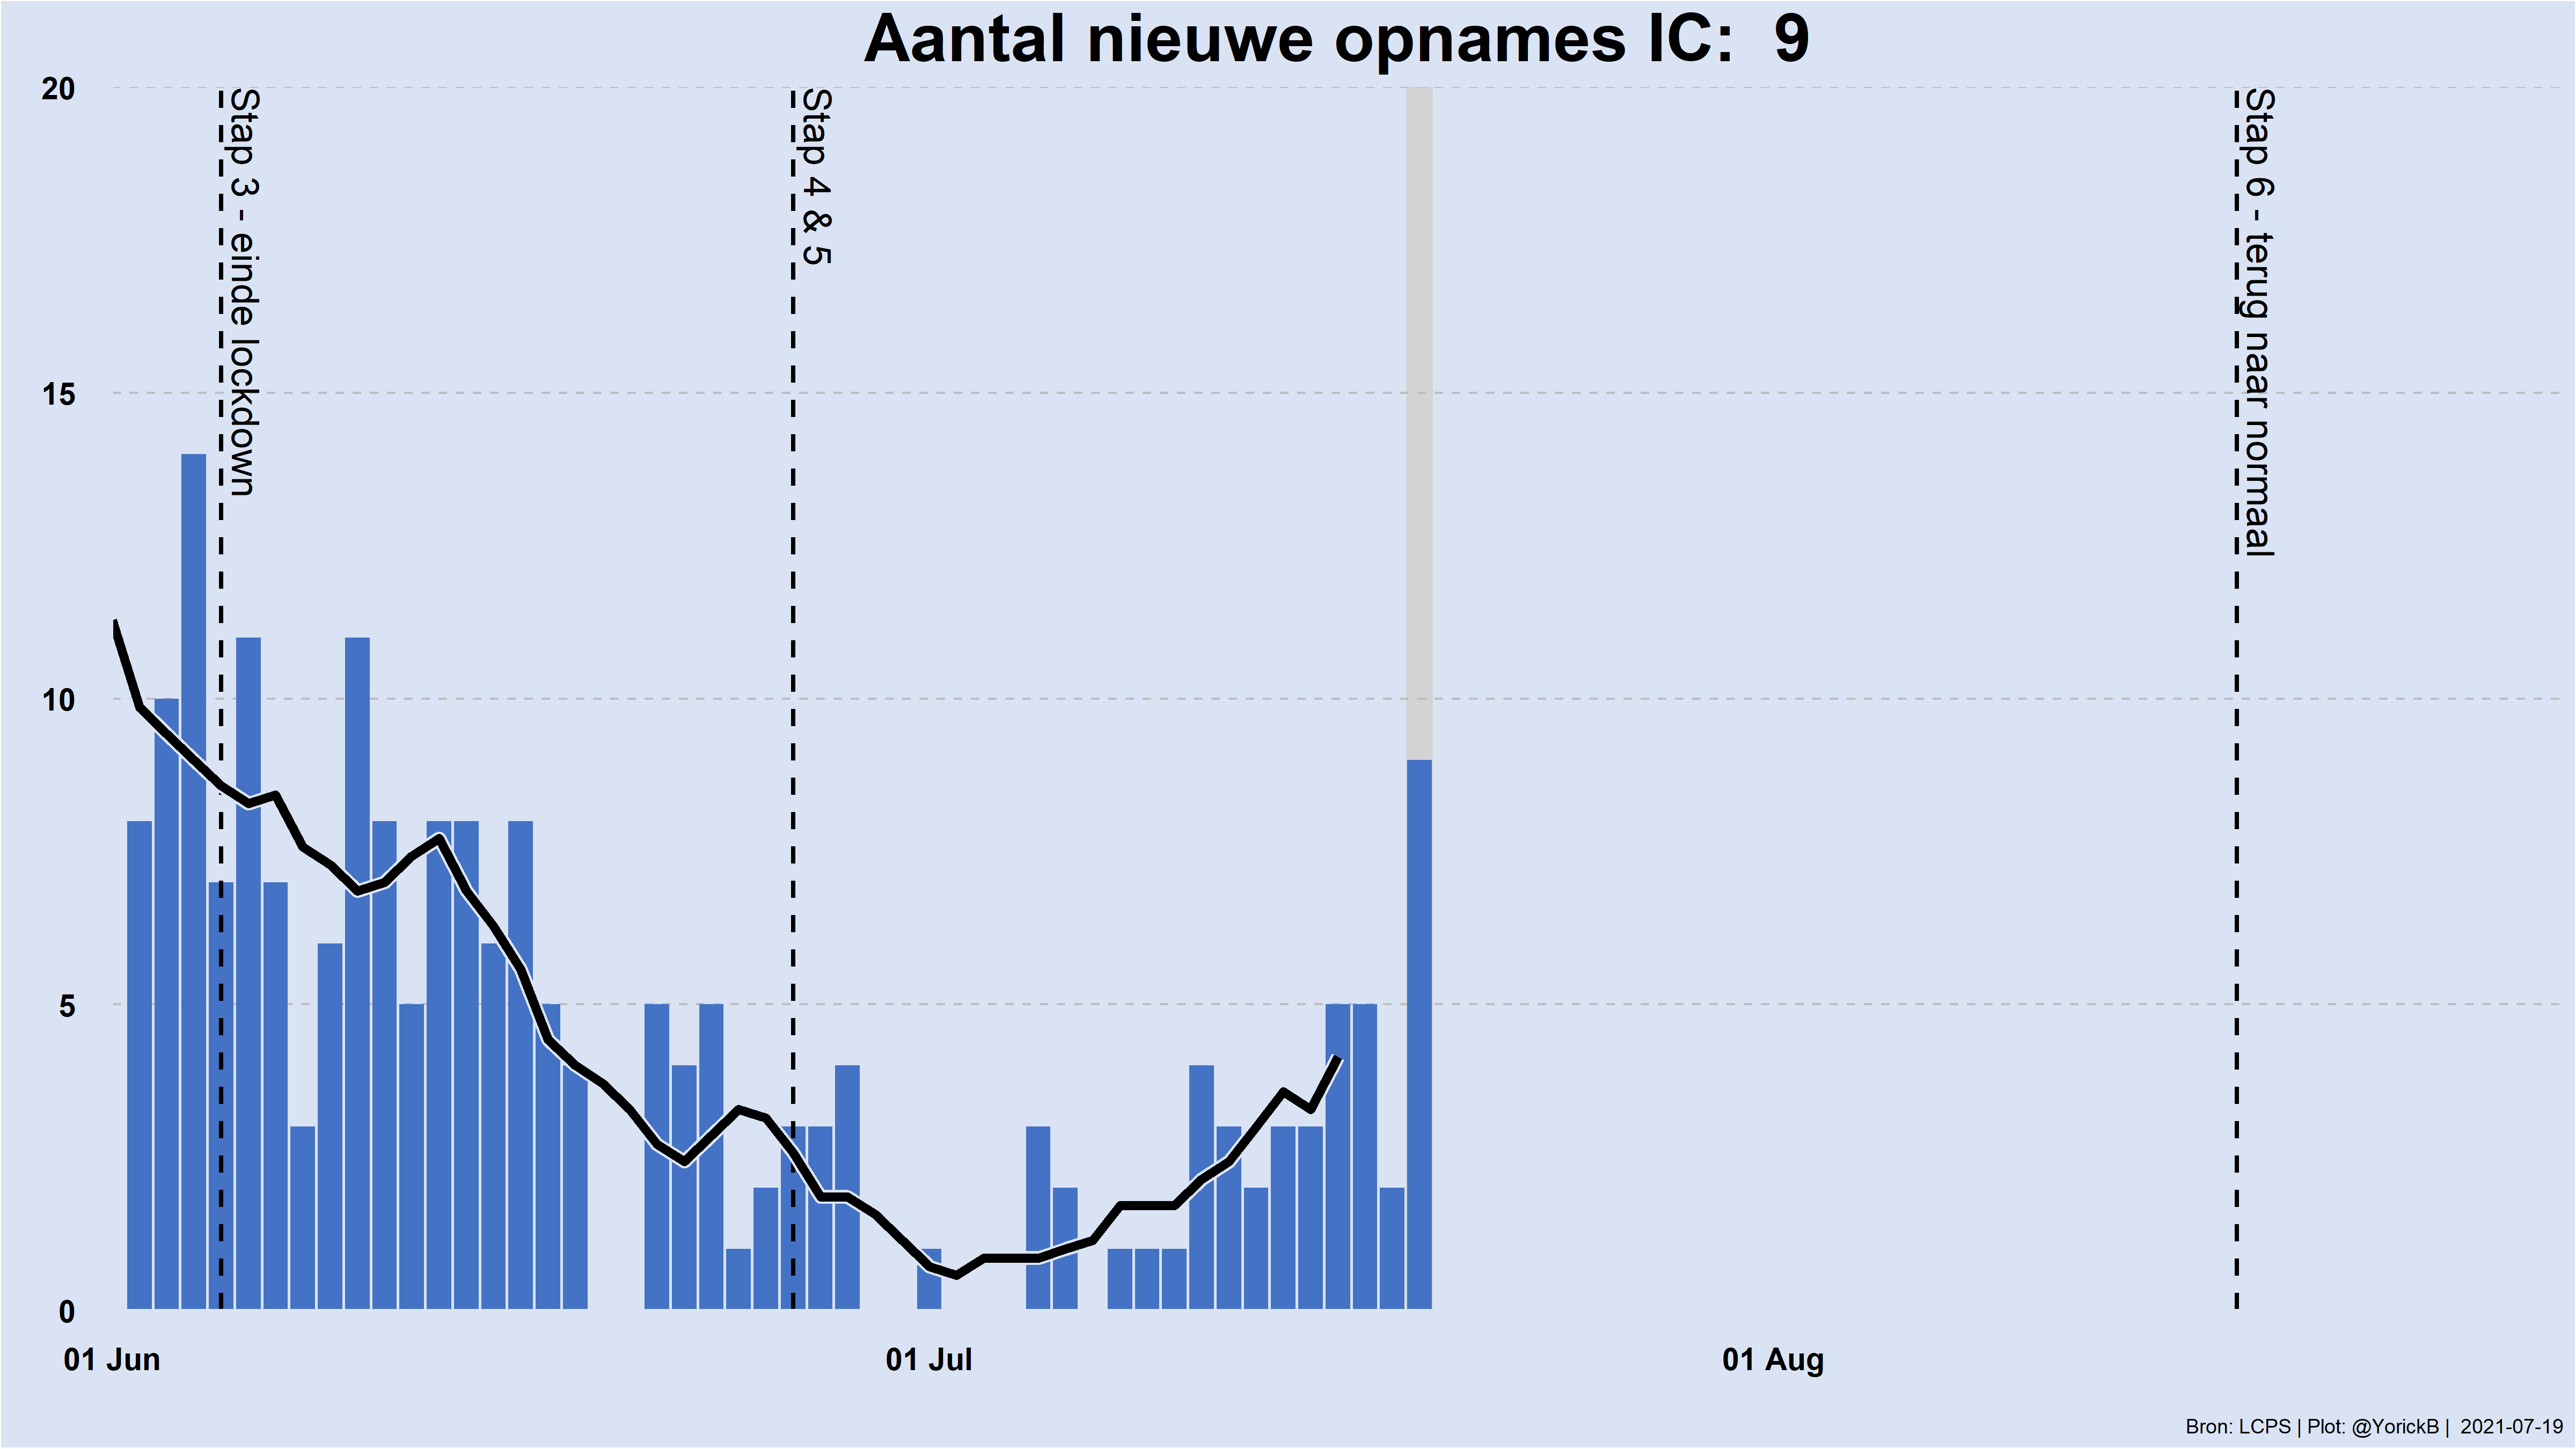 Aantal nieuwe opnames IC:  9
20
15
10
5
0
Stap 3 - einde lockdown
Stap 4 & 5
Stap 6 - terug naar normaal
01 Jun
01 Jul
01 Aug
Bron: LCPS | Plot: @YorickB |  2021-07-19